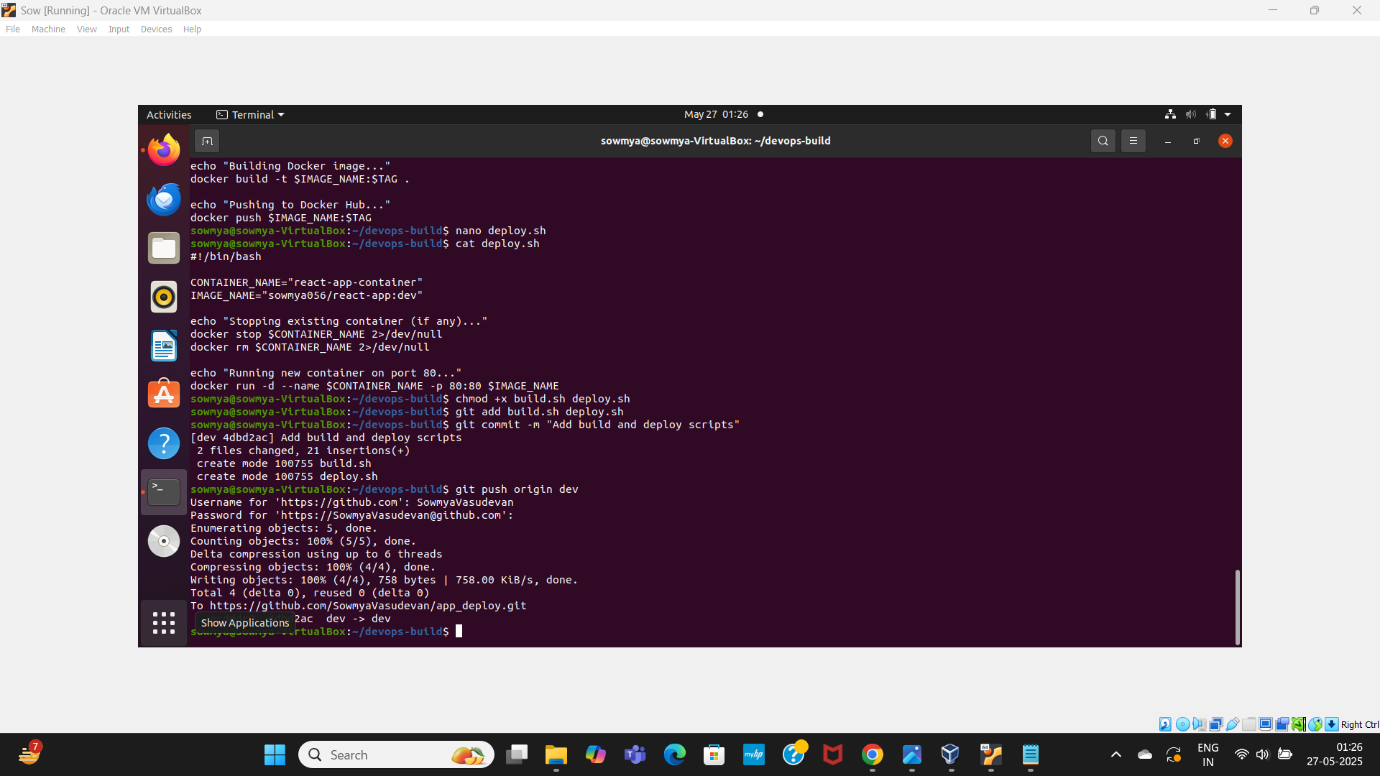 Sow [Running] - Oracle VM VirtualBox
File Machine View Input Devices Help
Activities Terminal May 27 01:26
sowmya@sowmya-VirtualBox: ~/devops-build
echo "Building Docker image..."
docker build -t $IMAGE_NAME:$TAG .
echo "Pushing to Docker Hub..."
docker push $IMAGE_NAME:$TAG
sowmya@sowmya-VirtualBox:~/devops-build$ nano deploy.sh
sowmya@sowmya-VirtualBox:~/devops-build$ cat deploy.sh
#!/bin/bash
CONTAINER_NAME="react-app-container"
IMAGE_NAME="sowmya056/react-app:dev"
echo "Stopping existing container (if any)..."
docker stop $CONTAINER_NAME 2>/dev/null
docker rm $CONTAINER_NAME 2>/dev/null
echo "Running new container on port 80..."
docker run -d --name $CONTAINER_NAME -p 80:80 $IMAGE_NAME
sowmya@sowmya-VirtualBox:~/devops-build$ chmod +x build.sh deploy.sh
sowmya@sowmya-VirtualBox:~/devops-build$ git add build.sh deploy.sh
sowmya@sowmya-VirtualBox:~/devops-build$ git commit -m "Add build and deploy scripts"
[dev 4dbd2ac] Add build and deploy scripts
2 files changed, 21 insertions(+)
create mode 100755 build.sh
create mode 100755 deploy.sh
sowmya@sowmya-VirtualBox:~/devops-build$ git push origin dev
Username for 'https://github.com': SowmyaVasudevan
Password for 'https://SowmyaVasudevan@github.com':
Enumerating objects: 5, done.
Counting objects: 100% (5/5), done.
Delta compression using up to 6 threads
Compressing objects: 100% (4/4), done.
Writing objects: 100% (4/4), 758 bytes | 758.00 KiB/s, done.
Total 4 (delta 0), reused 0 (delta 0)
To https://github.com/SowmyaVasudevan/app_deploy.git
Show Applications 2ac dev -> dev
rtualBox:~/devops-build$
Right Ctrl
7
Search
myhp
ENG
IN
01:26
27-05-2025